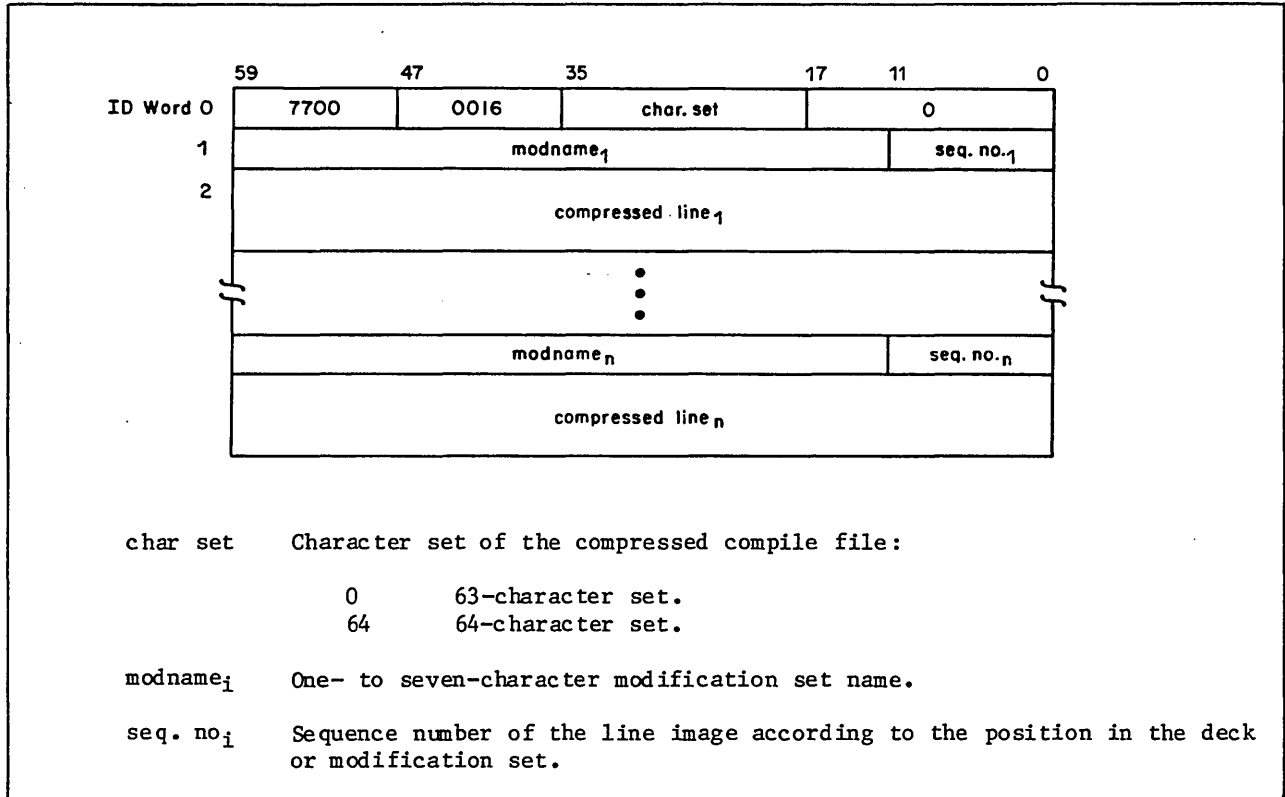 59 47 35 17 11 0
ID Word 0 7700 0016 char. set 0
1 modname1 seq. no.1
2
compressed line1
modnamen seq. no.n
compressed linen
char set Character set of the compressed compile file:
0 63-character set.
64 64-character set.
modnamei One- to seven-character modification set name.
seq. noi Sequence number of the line image according to the position in the deck
or modification set.